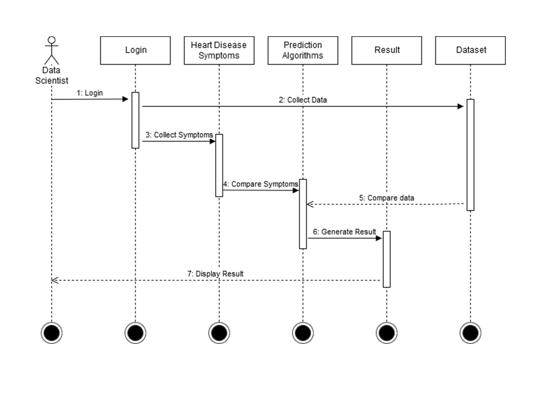 Login
Heart Disease
Symptoms
Prediction
Algorithms
Result
Dataset
Data
Scientist
1: Login
2: Collect Data
3: Collect Symptoms
4: Compare Symptoms
5: Compare data
6: Generate Result
7: Display Result